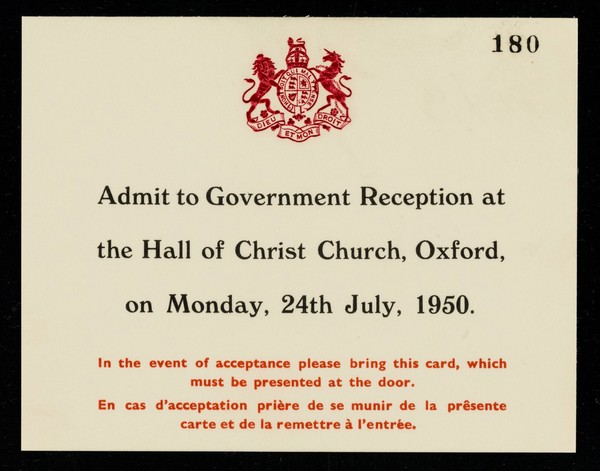 180
DIEU ET MON DROIT
Admit to Government Reception at
the Hall of Christ Church, Oxford,
on Monday, 24th July, 1950.
In the event of acceptance please bring this card, which
must be presented at the door.
En cas d'acceptation prière de se munir de la prêsente
carte et de la remettre à l'entrée.